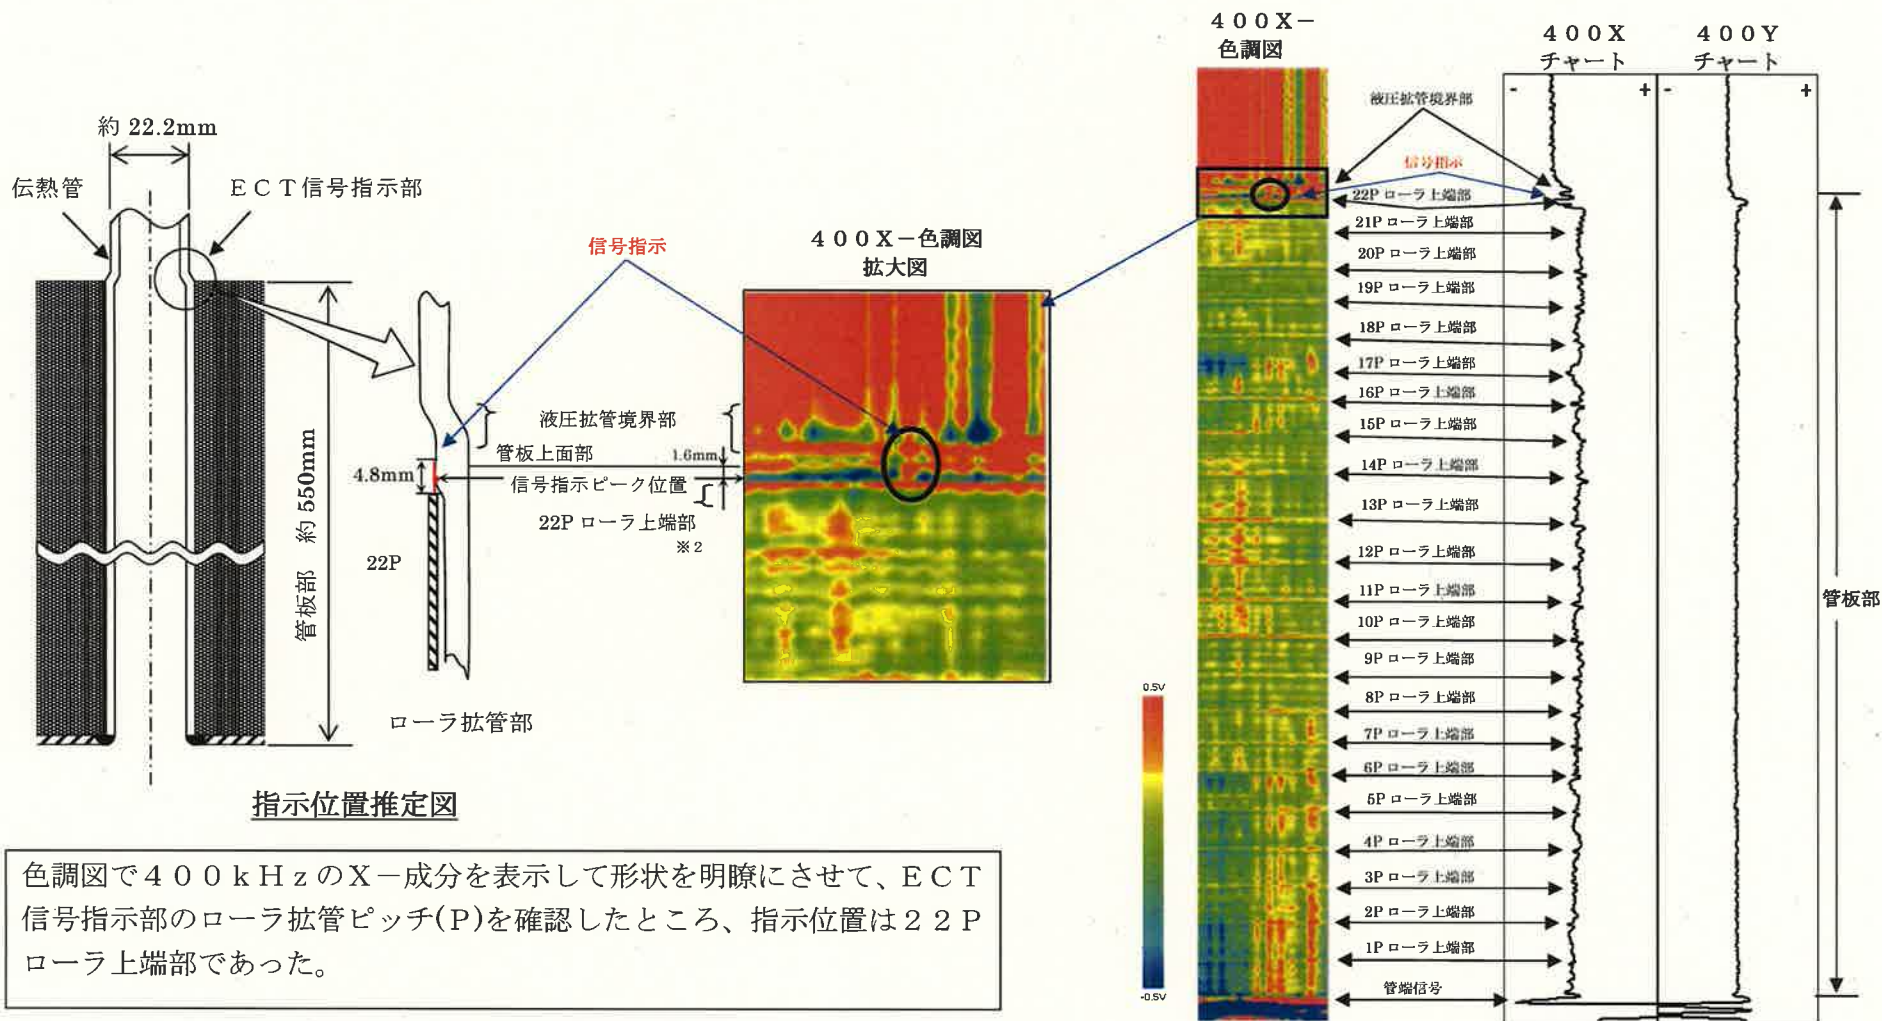 400X-
色調図
400X
チャート
400Y
チャート
-
+
-
+
約 22.2mm
伝熱管
ECT信号指示部
管板部 約 550mm
信号指示
400X-色調図
拡大図
液圧拡管境界部
管板上面部
1.6mm
4.8mm
信号指示ピーク位置
22P ローラ上端部
※2
22P
ローラ拡管部
指示位置推定図
色調図で400kHzのX-成分を表示して形状を明瞭にさせて、ECT
信号指示部のローラ拡管ピッチ(P)を確認したところ、指示位置は22P
ローラ上端部であった。
0.5V
-0.5V
液圧拡管境界部
信号指示
22P ローラ上端部
21P ローラ上端部
20P ローラ上端部
19P ローラ上端部
18P ローラ上端部
17P ローラ上端部
16P ローラ上端部
15P ローラ上端部
14P ローラ上端部
13P ローラ上端部
12P ローラ上端部
11P ローラ上端部
10P ローラ上端部
9P ローラ上端部
8P ローラ上端部
7P ローラ上端部
6P ローラ上端部
5P ローラ上端部
4P ローラ上端部
3P ローラ上端部
2P ローラ上端部
1P ローラ上端部
管端信号
管板部